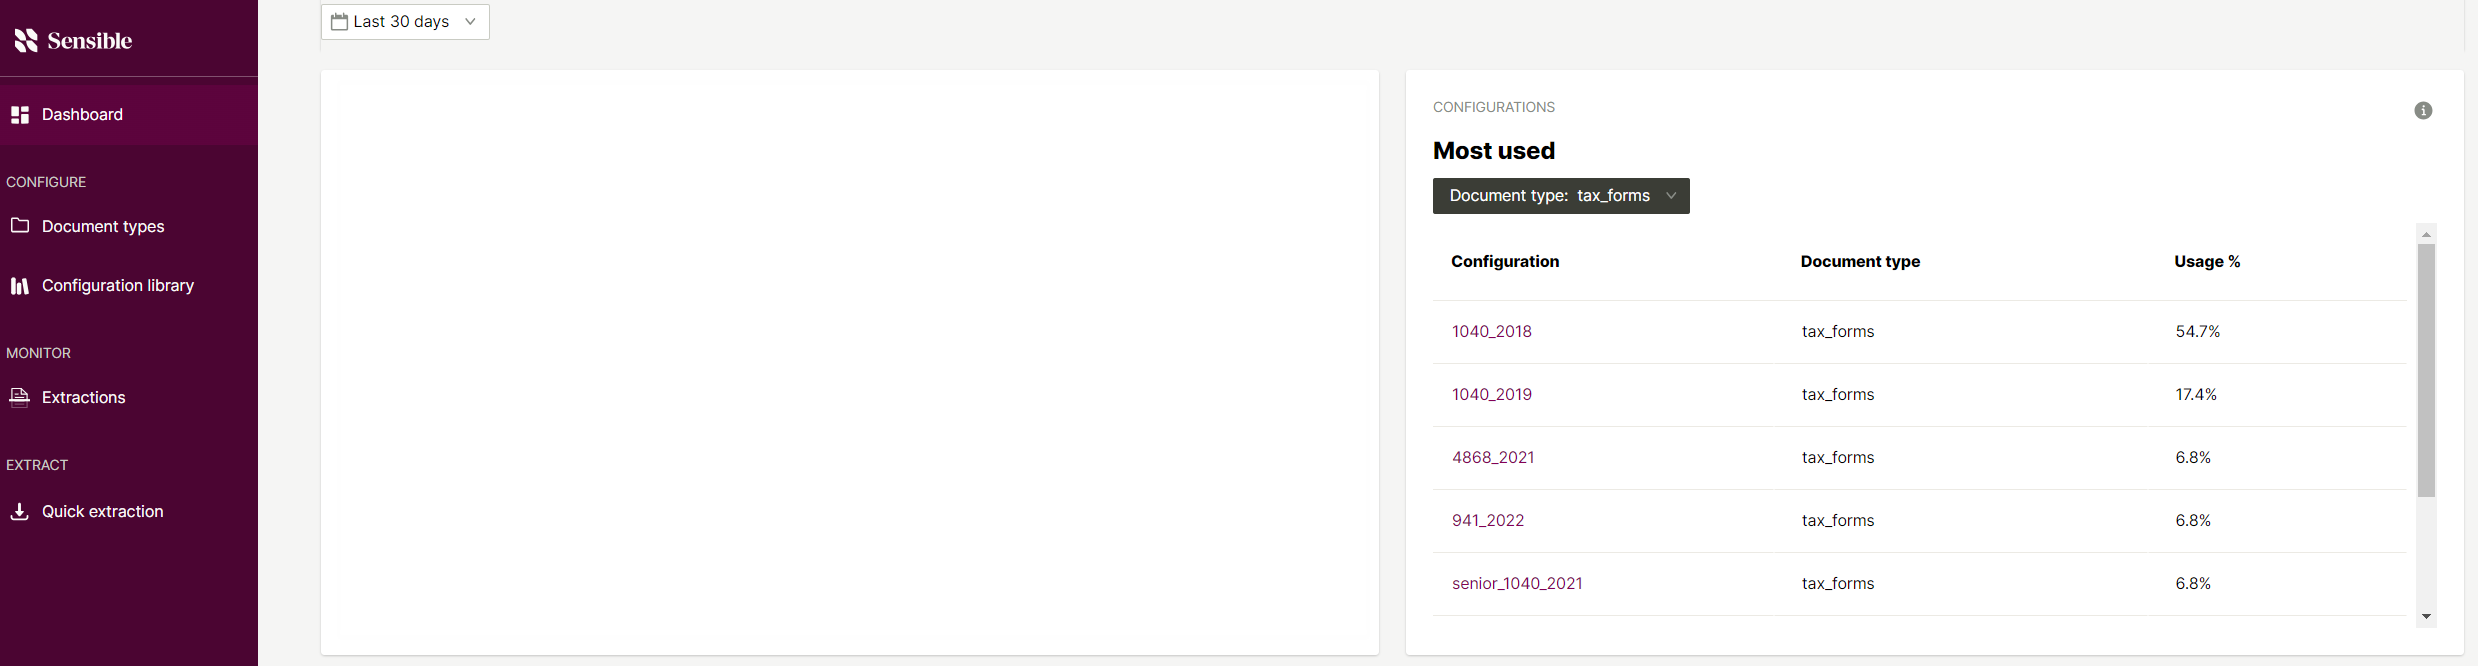 Sensible
Dashboard
CONFIGURE
Document types
Configuration library
MONITOR
Extractions
EXTRACT
Quick extraction
Last 30 days
CONFIGURATIONS
Most used
Document type: tax_forms
Configuration Document type Usage %
1040_2018 tax_forms 54.7%
1040_2019 tax_forms 17.4%
4868_2021 tax_forms 6.8%
941_2022 tax_forms 6.8%
senior_1040_2021 tax_forms 6.8%